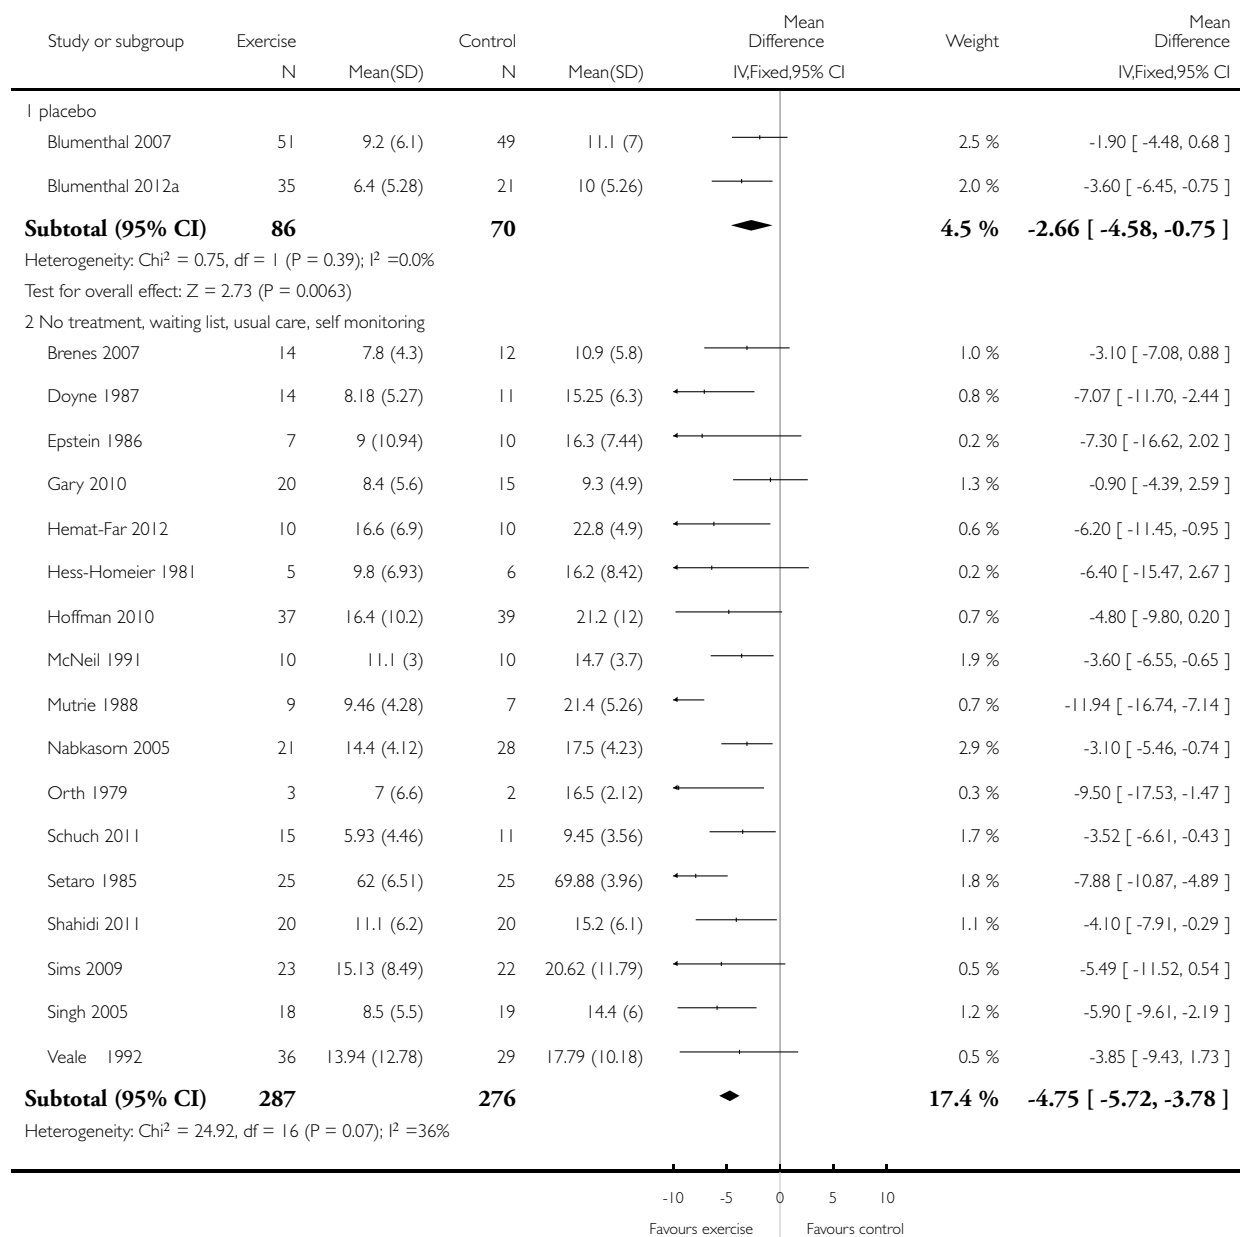 Study or subgroup Exercise Control Mean Difference Weight Mean Difference
N Mean(SD) N Mean(SD) IV,Fixed,95% CI IV,Fixed,95% CI
1 placebo
Blumenthal 2007 51 9.2 (6.1) 49 11.1 (7) 2.5 % -1.90 [ -4.48, 0.68 ]
Blumenthal 2012a 35 6.4 (5.28) 21 10 (5.26) 2.0 % -3.60 [ -6.45, -0.75 ]
Subtotal (95% CI) 86 70 4.5 % -2.66 [ -4.58, -0.75 ]
Heterogeneity: Chi² = 0.75, df = 1 (P = 0.39); I² =0.0%
Test for overall effect: Z = 2.73 (P = 0.0063)
2 No treatment, waiting list, usual care, self monitoring
Brenes 2007 14 7.8 (4.3) 12 10.9 (5.8) 1.0 % -3.10 [ -7.08, 0.88 ]
Doyne 1987 14 8.18 (5.27) 11 15.25 (6.3) 0.8 % -7.07 [ -11.70, -2.44 ]
Epstein 1986 7 9 (10.94) 10 16.3 (7.44) 0.2 % -7.30 [ -16.62, 2.02 ]
Gary 2010 20 8.4 (5.6) 15 9.3 (4.9) 1.3 % -0.90 [ -4.39, 2.59 ]
Hemat-Far 2012 10 16.6 (6.9) 10 22.8 (4.9) 0.6 % -6.20 [ -11.45, -0.95 ]
Hess-Homeier 1981 5 9.8 (6.93) 6 16.2 (8.42) 0.2 % -6.40 [ -15.47, 2.67 ]
Hoffman 2010 37 16.4 (10.2) 39 21.2 (12) 0.7 % -4.80 [ -9.80, 0.20 ]
McNeil 1991 10 11.1 (3) 10 14.7 (3.7) 1.9 % -3.60 [ -6.55, -0.65 ]
Mutrie 1988 9 9.46 (4.28) 7 21.4 (5.26) 0.7 % -11.94 [ -16.74, -7.14 ]
Nabkasorn 2005 21 14.4 (4.12) 28 17.5 (4.23) 2.9 % -3.10 [ -5.46, -0.74 ]
Orth 1979 3 7 (6.6) 2 16.5 (2.12) 0.3 % -9.50 [ -17.53, -1.47 ]
Schuch 2011 15 5.93 (4.46) 11 9.45 (3.56) 1.7 % -3.52 [ -6.61, -0.43 ]
Setaro 1985 25 62 (6.51) 25 69.88 (3.96) 1.8 % -7.88 [ -10.87, -4.89 ]
Shahidi 2011 20 11.1 (6.2) 20 15.2 (6.1) 1.1 % -4.10 [ -7.91, -0.29 ]
Sims 2009 23 15.13 (8.49) 22 20.62 (11.79) 0.5 % -5.49 [ -11.52, 0.54 ]
Singh 2005 18 8.5 (5.5) 19 14.4 (6) 1.2 % -5.90 [ -9.61, -2.19 ]
Veale 1992 36 13.94 (12.78) 29 17.79 (10.18) 0.5 % -3.85 [ -9.43, 1.73 ]
Subtotal (95% CI) 287 276 17.4 % -4.75 [ -5.72, -3.78 ]
Heterogeneity: Chi² = 24.92, df = 16 (P = 0.07); I² =36%
-10 -5 0 5 10
Favours exercise Favours control